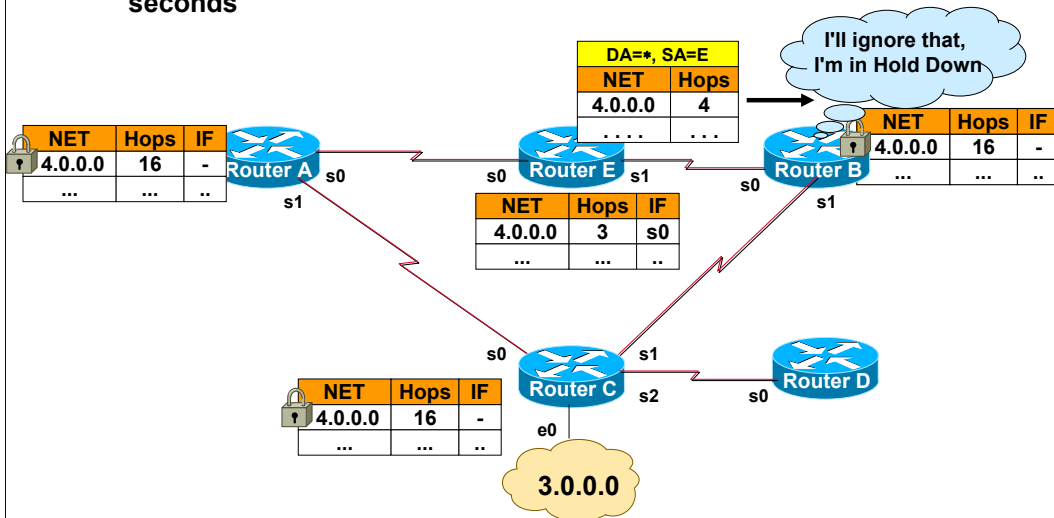 seconds
I'll ignore that,
I'm in Hold Down
DA=*, SA=E
NET Hops
4.0.0.0 4
. . . . . . .
NET Hops IF
4.0.0.0 16 -
... ... ..
Router A
s0
s1
s0
Router E
s1
s0
Router B
s1
NET Hops IF
4.0.0.0 16 -
... ... ..
NET Hops IF
4.0.0.0 3 s0
... ... ..
s0
Router C
s1
s2
e0
s0
Router D
NET Hops IF
4.0.0.0 16 -
... ... ..
3.0.0.0